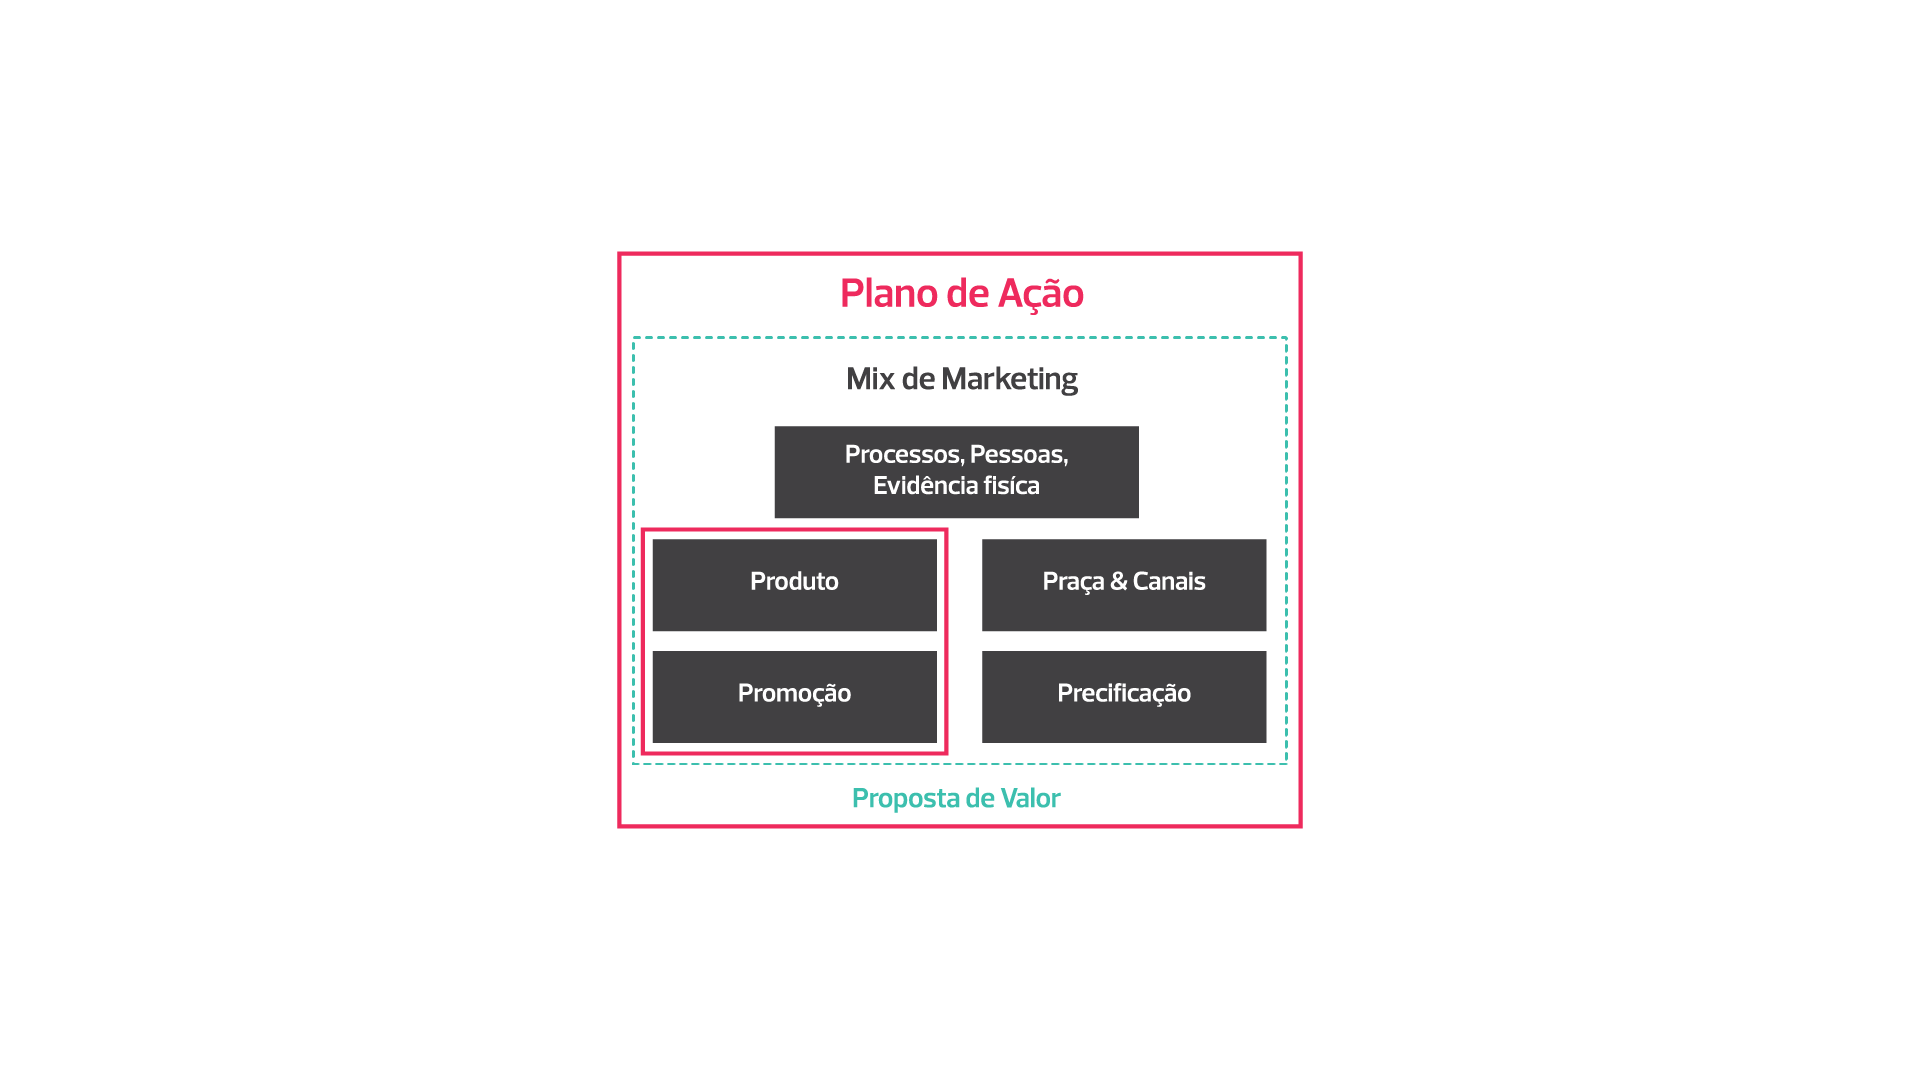 Plano de Ação
Mix de Marketing
Processos, Pessoas,
Evidência fisíca
Produto
Praça & Canais
Promoção
Precificação
Proposta de Valor